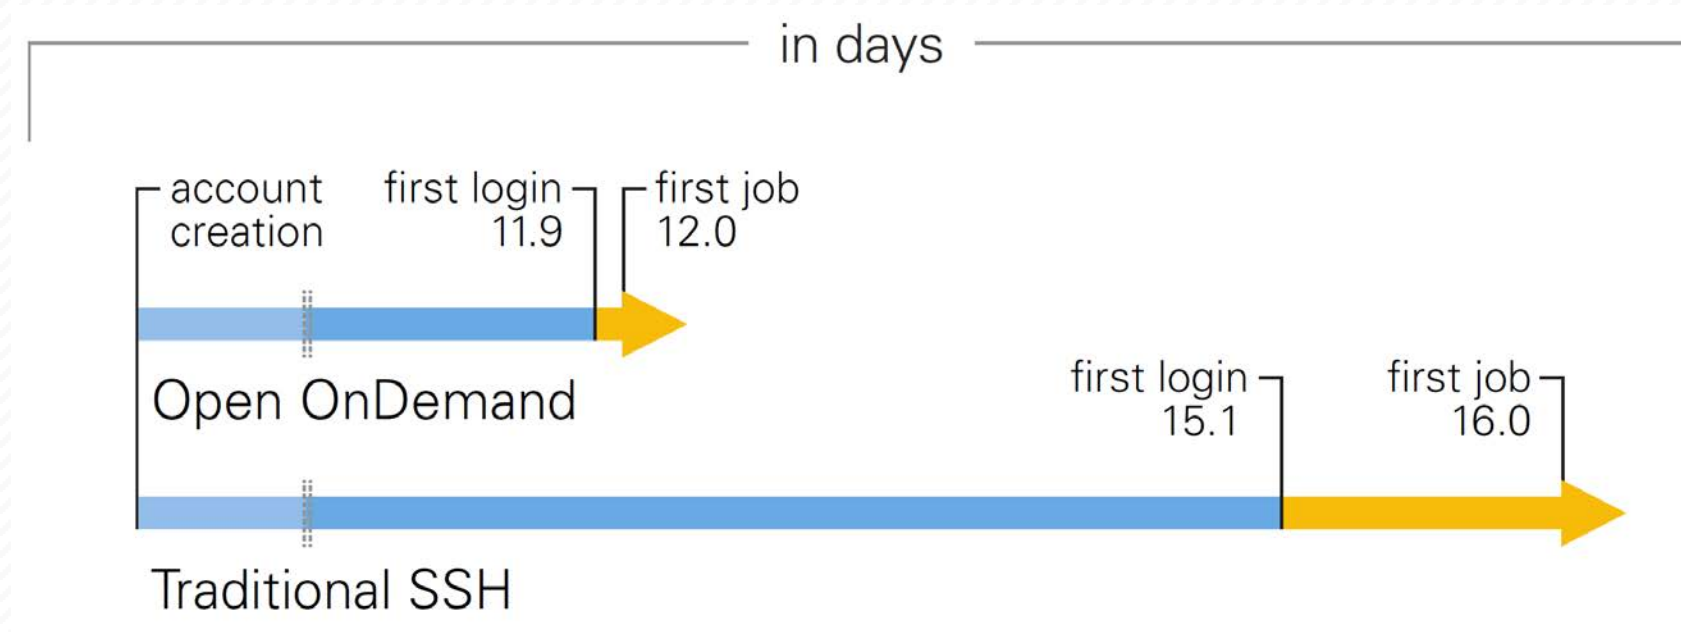 in days
account
creation
first login
11.9
first job
12.0
Open OnDemand
first login
15.1
first job
16.0
Traditional SSH